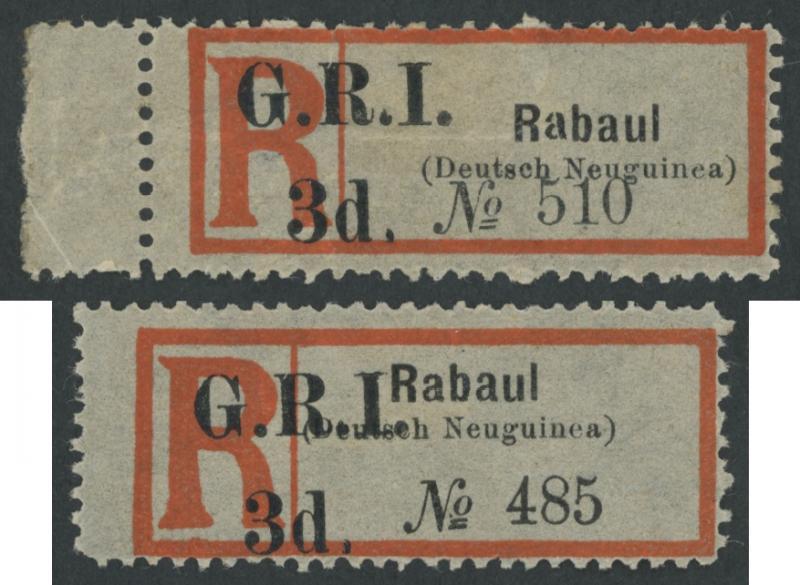 R
G.R.I.
Rabaul
(Deutsch Neuguinea)
3d. № 510
R
G.R.I.
Rabaul
(Deutsch Neuguinea)
3d. № 485